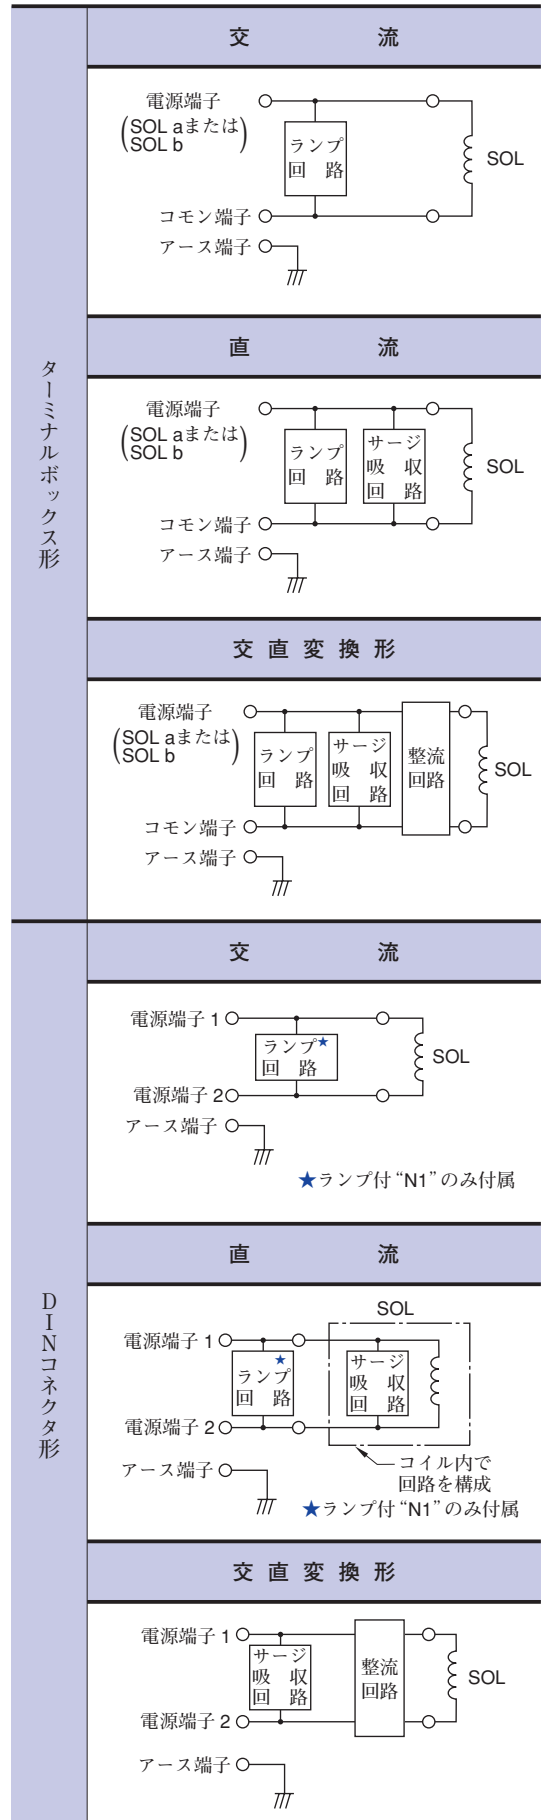 ターミナルボックス形
交　　流
電源端子
(SOL aまたは
SOL b)
ランプ
回　路
SOL
コモン端子
アース端子
直　　流
電源端子
(SOL aまたは
SOL b)
ランプ
回　路
サージ
吸　収
回　路
SOL
コモン端子
アース端子
交 直 変 換 形
電源端子
(SOL aまたは
SOL b)
ランプ
回　路
サージ
吸　収
回　路
整流
回路
SOL
コモン端子
アース端子
DINコネクタ形
交　　流
電源端子 1
ランプ★
回　路
SOL
電源端子 2
アース端子
★ランプ付“N1”のみ付属
直　　流
SOL
電源端子 1
★
ランプ
回　路
サージ
吸　収
回　路
電源端子 2
コイル内で
回路を構成
アース端子
★ランプ付“N1”のみ付属
交 直 変 換 形
電源端子 1
サージ
吸　収
回　路
整流
回路
SOL
電源端子 2
アース端子